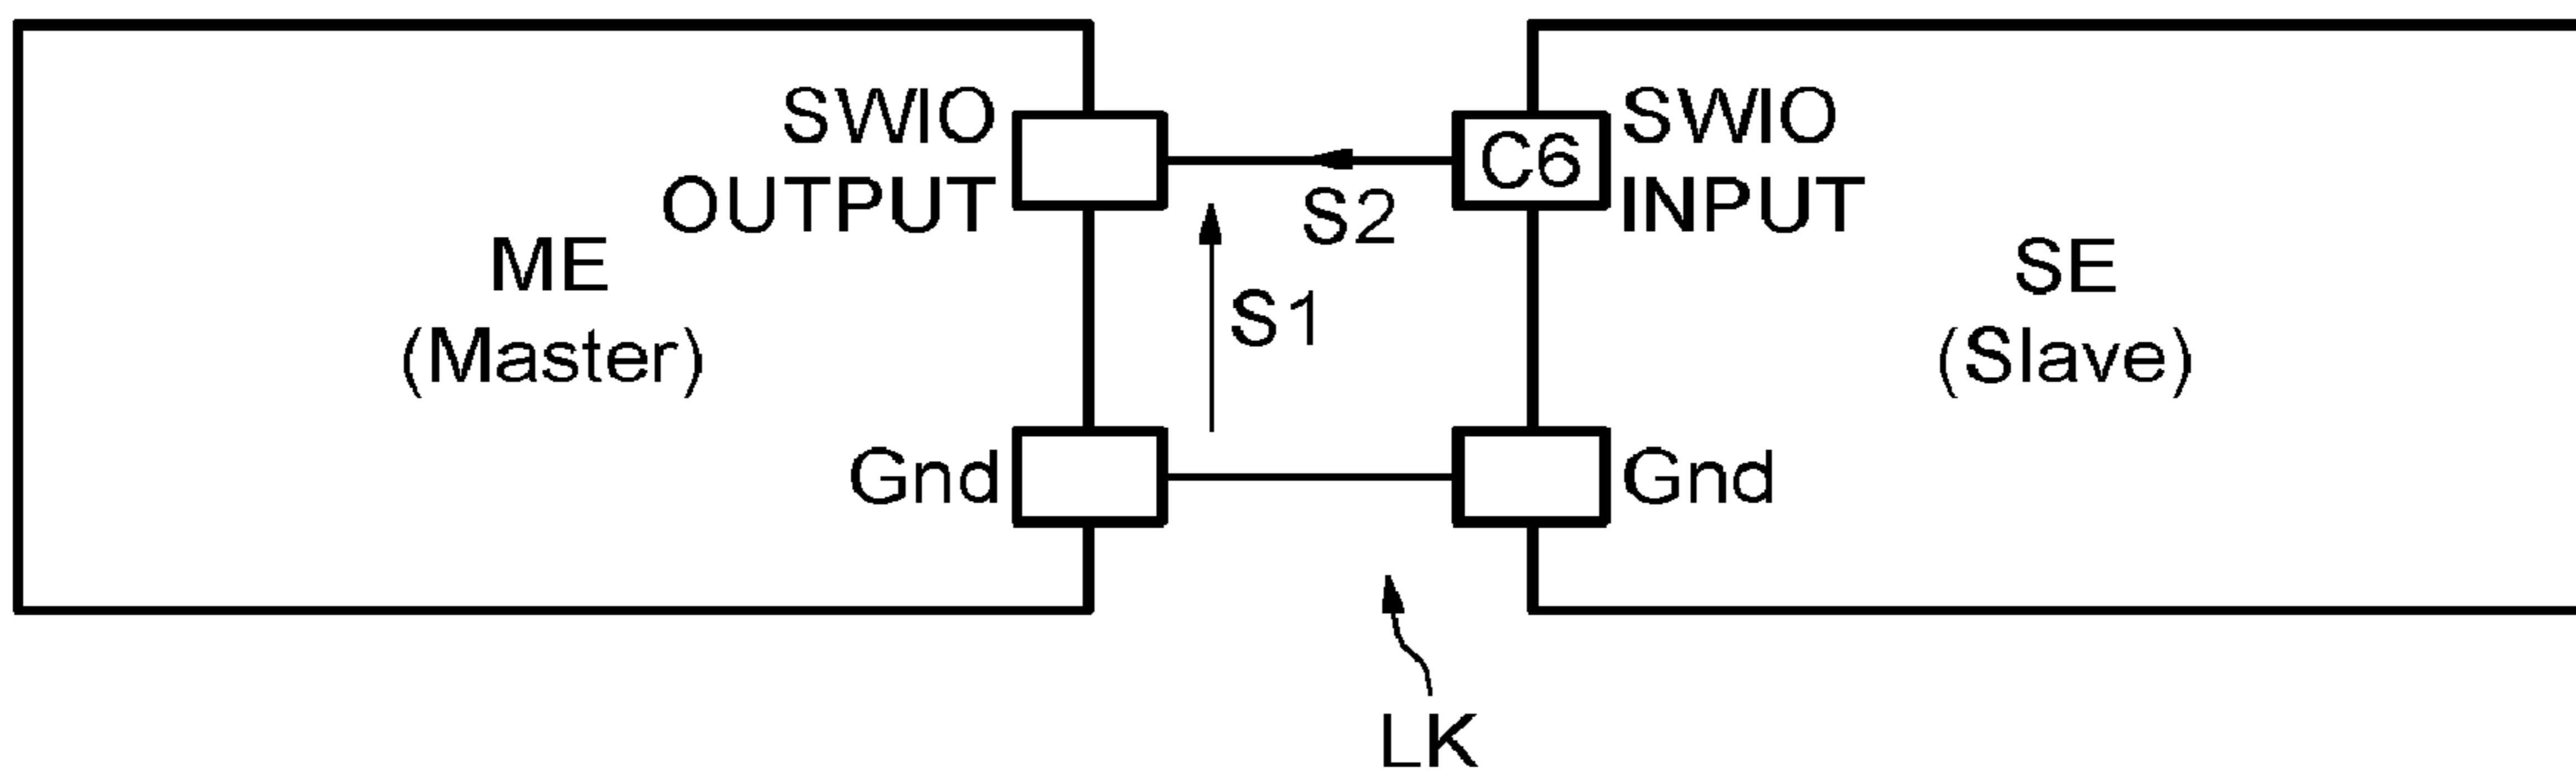 SWIO
OUTPUT
ME
(Master)
Gnd
S2
S1
C6
SWIO
INPUT
SE
(Slave)
Gnd
LK